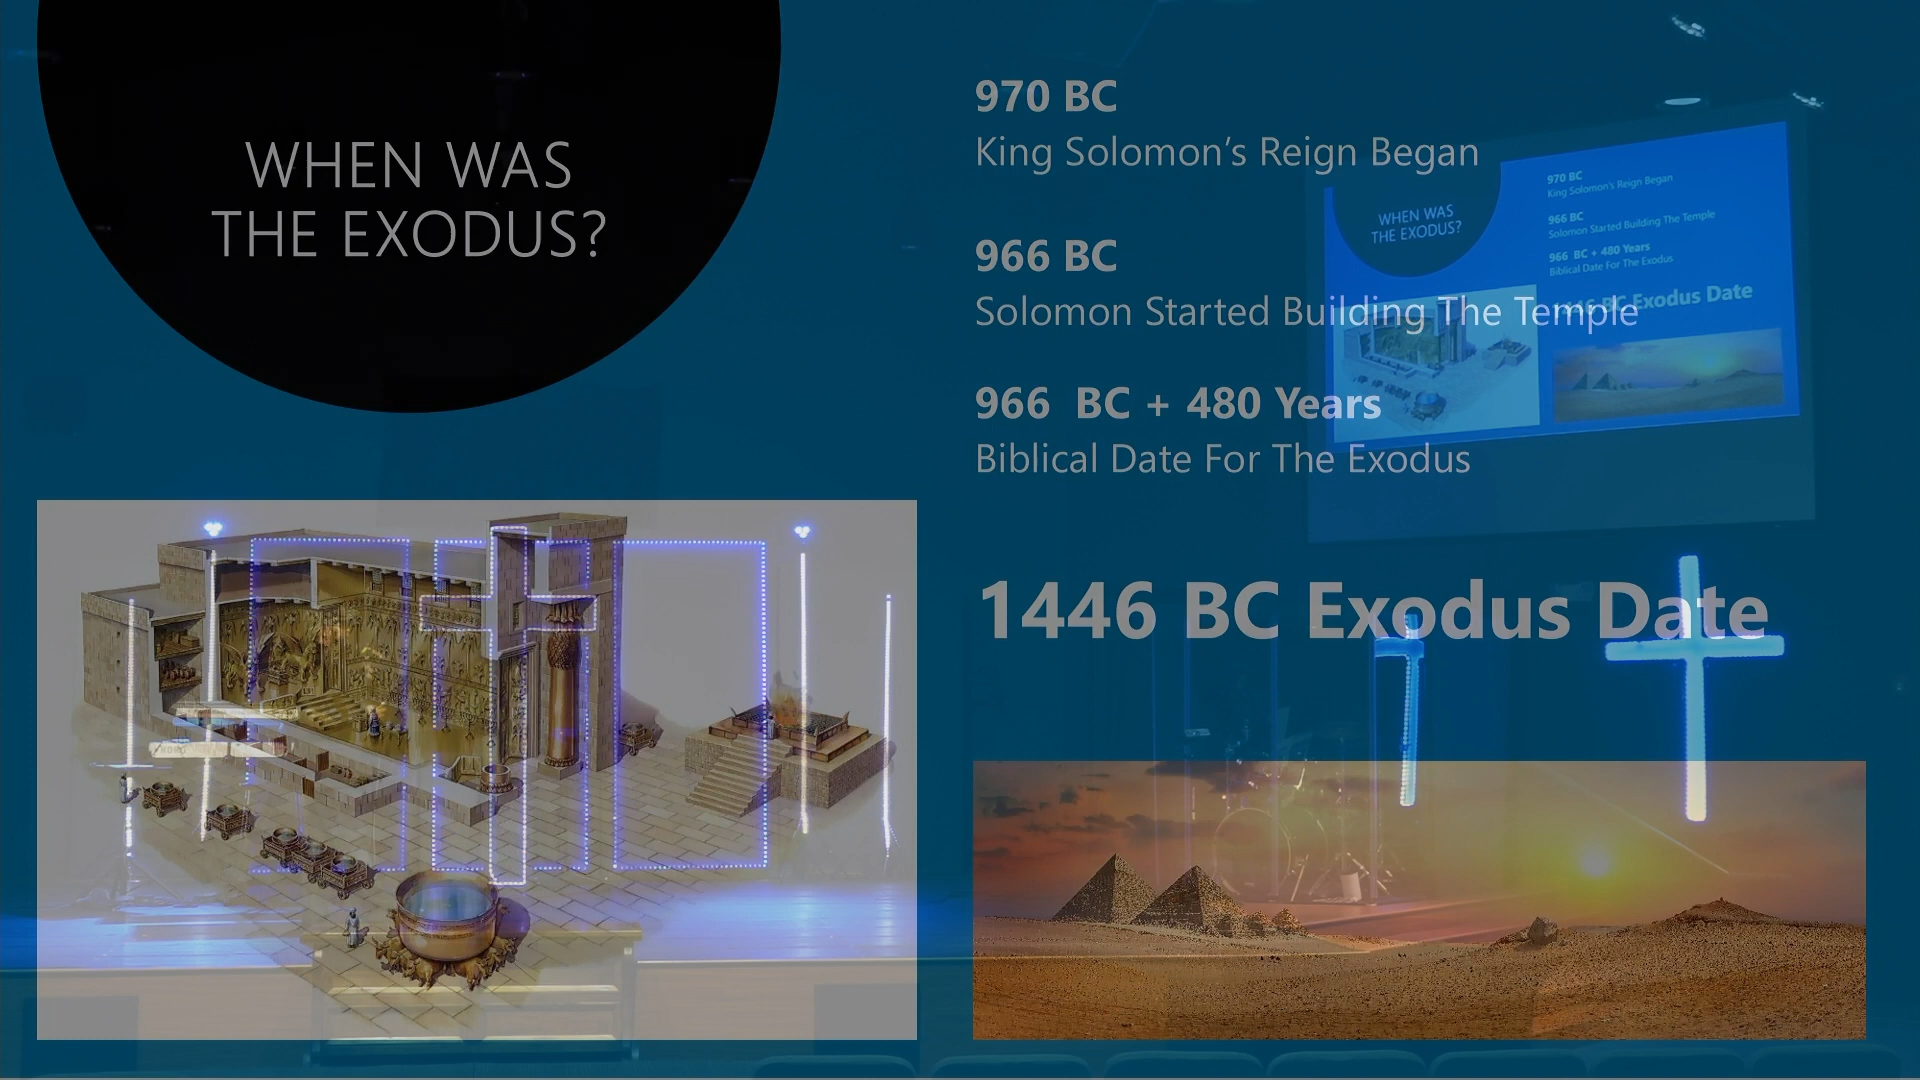 WHEN WAS
THE EXODUS?
970 BC
King Solomon's Reign Began
966 BC
Solomon Started Building The Temple
966 BC + 480 Years
Biblical Date For The Exodus
1446 BC Exodus Date
WHEN WAS
THE EXODUS?
970 BC
King Solomon's Reign Began
966 BC
Solomon Started Building The Temple
966 BC + 480 Years
Biblical Date For The Exodus
1446 BC Exodus Date